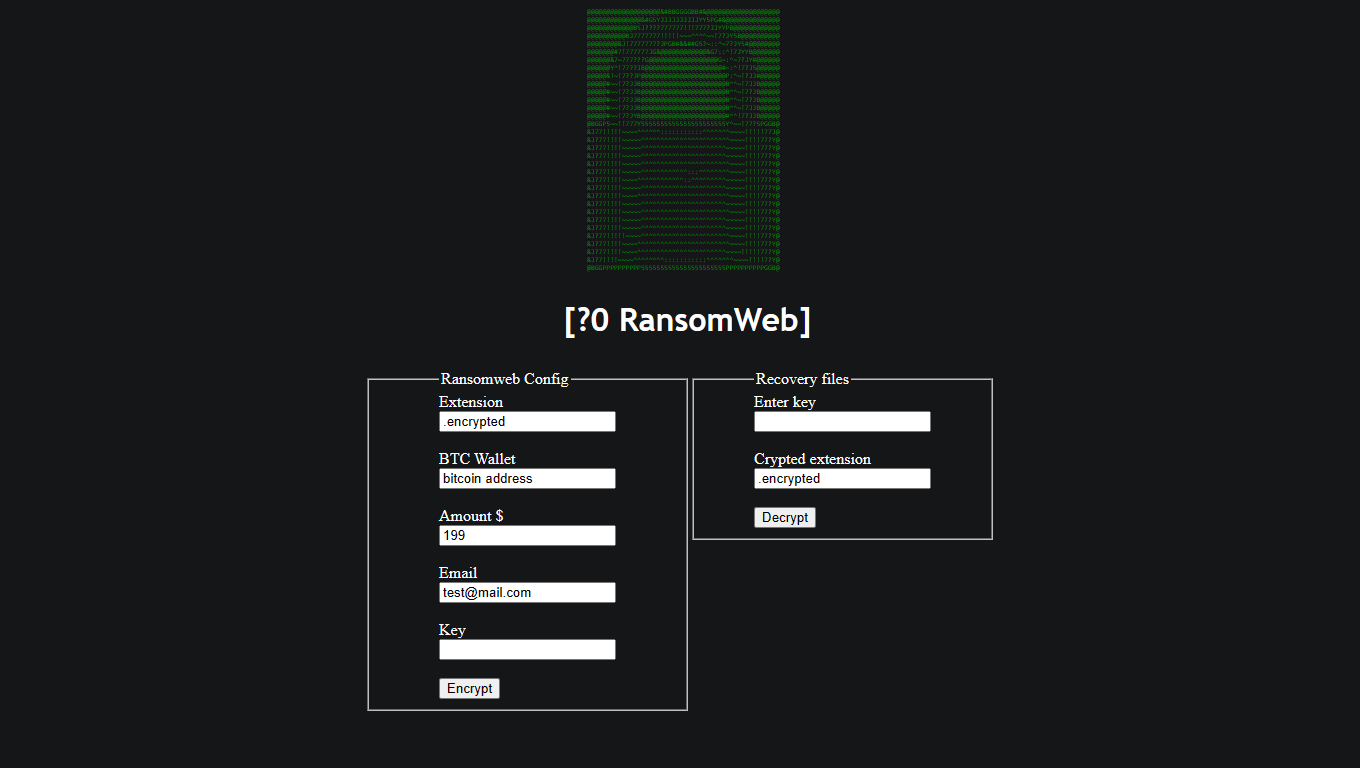 [?0 RansomWeb]
Ransomweb Config
Extension
.encrypted
BTC Wallet
bitcoin address
Amount $
199
Email
test@mail.com
Key
Encrypt
Recovery files
Enter key
Crypted extension
.encrypted
Decrypt